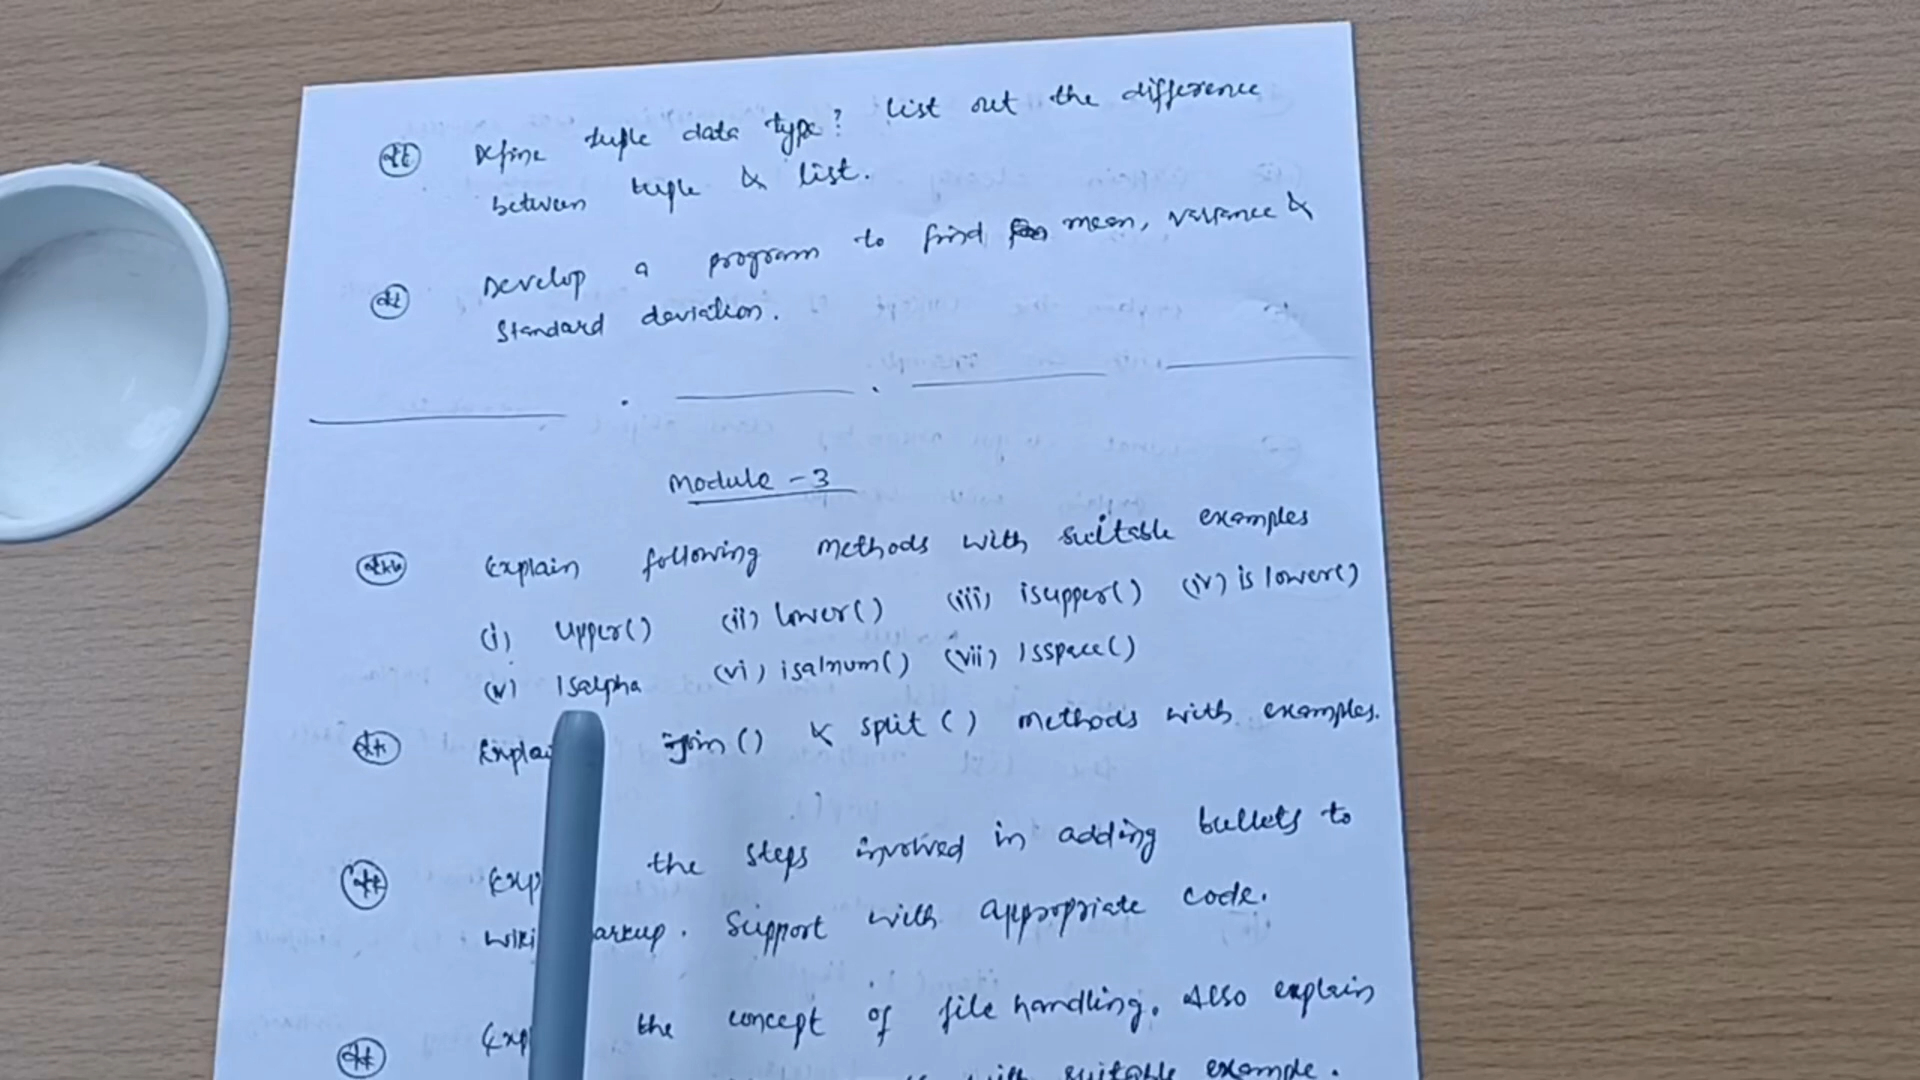 Define tuple data type? List out the difference
between tuple & list.
Develop a program to find mean, variance &
Standard deviation.
Module - 3
Explain following methods with suitable examples
(i) Upper() (ii) lower() (iii) isupper() (iv) is lower()
(v) Isalpha (vi) isalnum() (vii) Isspace()
join() & split() methods with examples.
the steps involved in adding bullets to
Support with appropriate code.
the concept of file handling. Also explain
with suitable example.